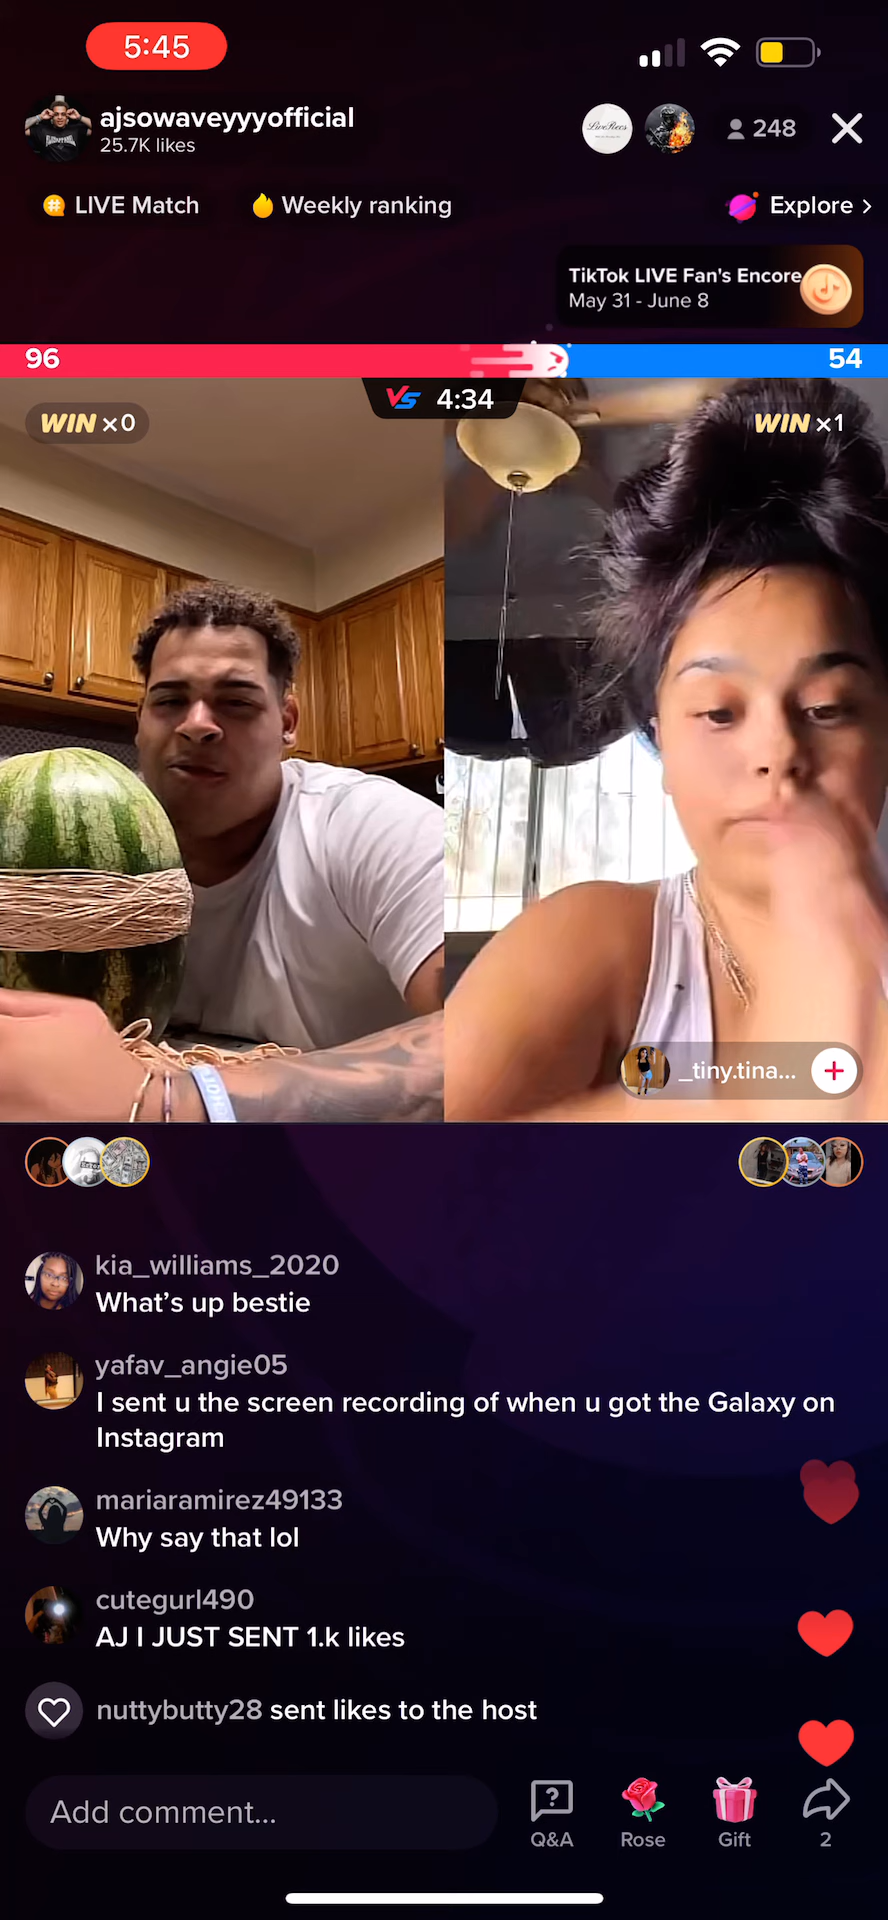 5:45
ajsowaveyyyofficial
25.7K likes
248
LIVE Match
Weekly ranking
Explore >
TikTok LIVE Fan's Encore
May 31 - June 8
96
54
VS 4:34
WIN x0
WIN x1
_tiny.tina...
kia_williams_2020
What's up bestie
yafav_angie05
I sent u the screen recording of when u got the Galaxy on
Instagram
mariaramirez49133
Why say that lol
cutegurl490
AJ I JUST SENT 1.k likes
nuttybutty28 sent likes to the host
Add comment...
Q&A
Rose
Gift
2